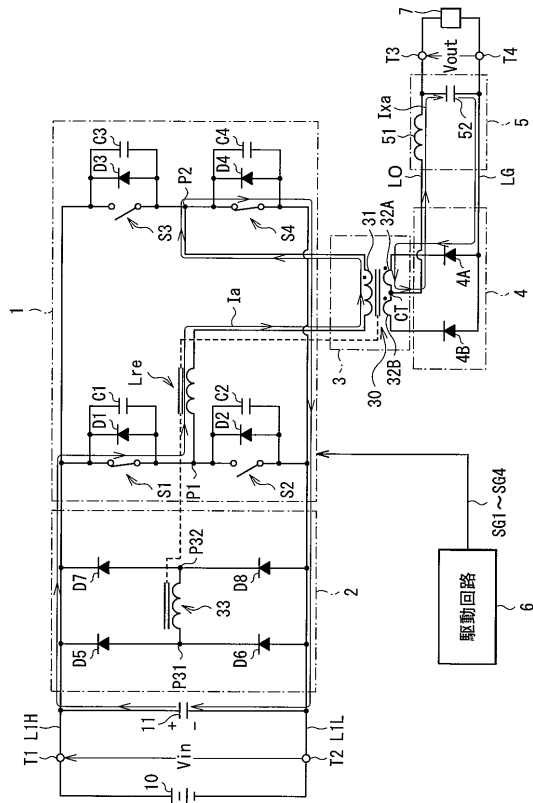 1
D1
C1
S1
P1
D2
C2
S2
Lre
Ia
D3
C3
S3
P2
D4
C4
S4
D7
D5
P32
P31
33
D8
D6
2
T1
L1H
11
+
-
Vin
10
T2
L1L
3
31
32A
30
32B
CT
4A
4B
4
LO
51
Ixa
52
LG
5
7
T3
Vout
T4
SG1~SG4
駆動回路
6